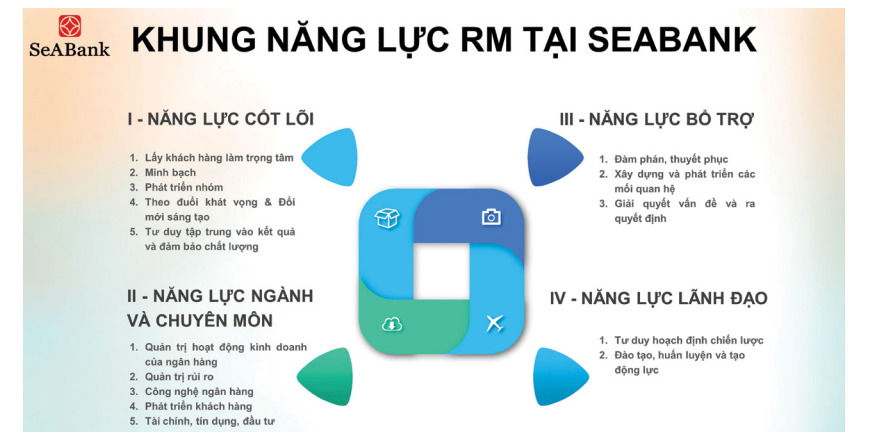 SeABank
KHUNG NĂNG LỰC RM TẠI SEABANK
I - NĂNG LỰC CỐT LÕI
1. Lấy khách hàng làm trọng tâm
2. Minh bạch
3. Phát triển nhóm
4. Theo đuổi khát vọng & Đổi
mới sáng tạo
5. Tư duy tập trung vào kết quả
và đảm bảo chất lượng
II - NĂNG LỰC NGÀNH
VÀ CHUYÊN MÔN
1. Quản trị hoạt động kinh doanh
của ngân hàng
2. Quản trị rủi ro
3. Công nghệ ngân hàng
4. Phát triển khách hàng
5. Tài chính, tín dụng, đầu tư
III - NĂNG LỰC BỔ TRỢ
1. Đàm phán, thuyết phục
2. Xây dựng và phát triển các
mối quan hệ
3. Giải quyết vấn đề và ra
quyết định
IV - NĂNG LỰC LÃNH ĐẠO
1. Tư duy hoạch định chiến lược
2. Đào tạo, huấn luyện và tạo
động lực